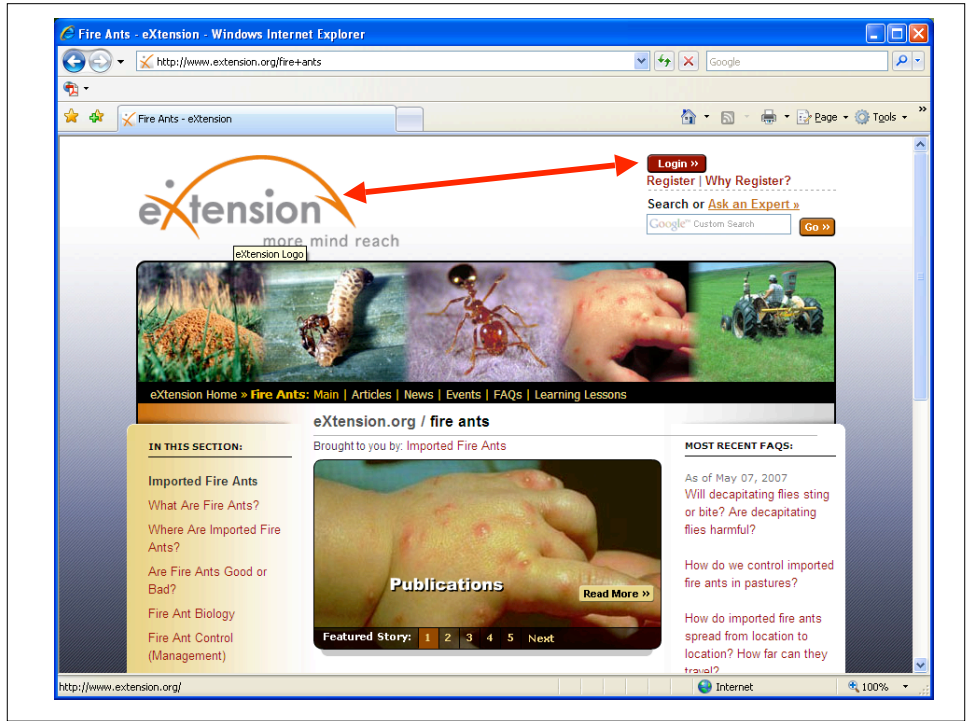 Fire Ants - eXtension - Windows Internet Explorer
http://www.extension.org/fire+ants
Google
Fire Ants - eXtension
Page
Tools
»
Login »
Register | Why Register?
Search or Ask an Expert »
Google™ Custom Search
Go »
eXtension
more mind reach
eXtension Logo
eXtension Home » Fire Ants: Main | Articles | News | Events | FAQs | Learning Lessons
eXtension.org / fire ants
Brought to you by: Imported Fire Ants
IN THIS SECTION:
Imported Fire Ants
What Are Fire Ants?
Where Are Imported Fire
Ants?
Are Fire Ants Good or
Bad?
Fire Ant Biology
Fire Ant Control
(Management)
Publications
Read More »
Featured Story: 1 2 3 4 5 Next
MOST RECENT FAQS:
As of May 07, 2007
Will decapitating flies sting
or bite? Are decapitating
flies harmful?
How do we control imported
fire ants in pastures?
How do imported fire ants
spread from location to
location? How far can they
travel?
http://www.extension.org/
Internet
100%